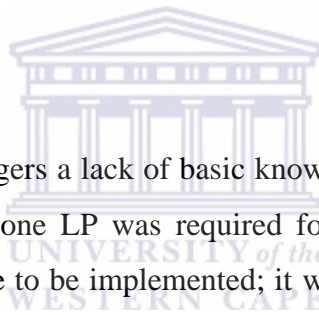 gers a lack of basic know
one LP was required fo
UNIVERSITY of the
e to be implemented; it w
WESTERN CAPE